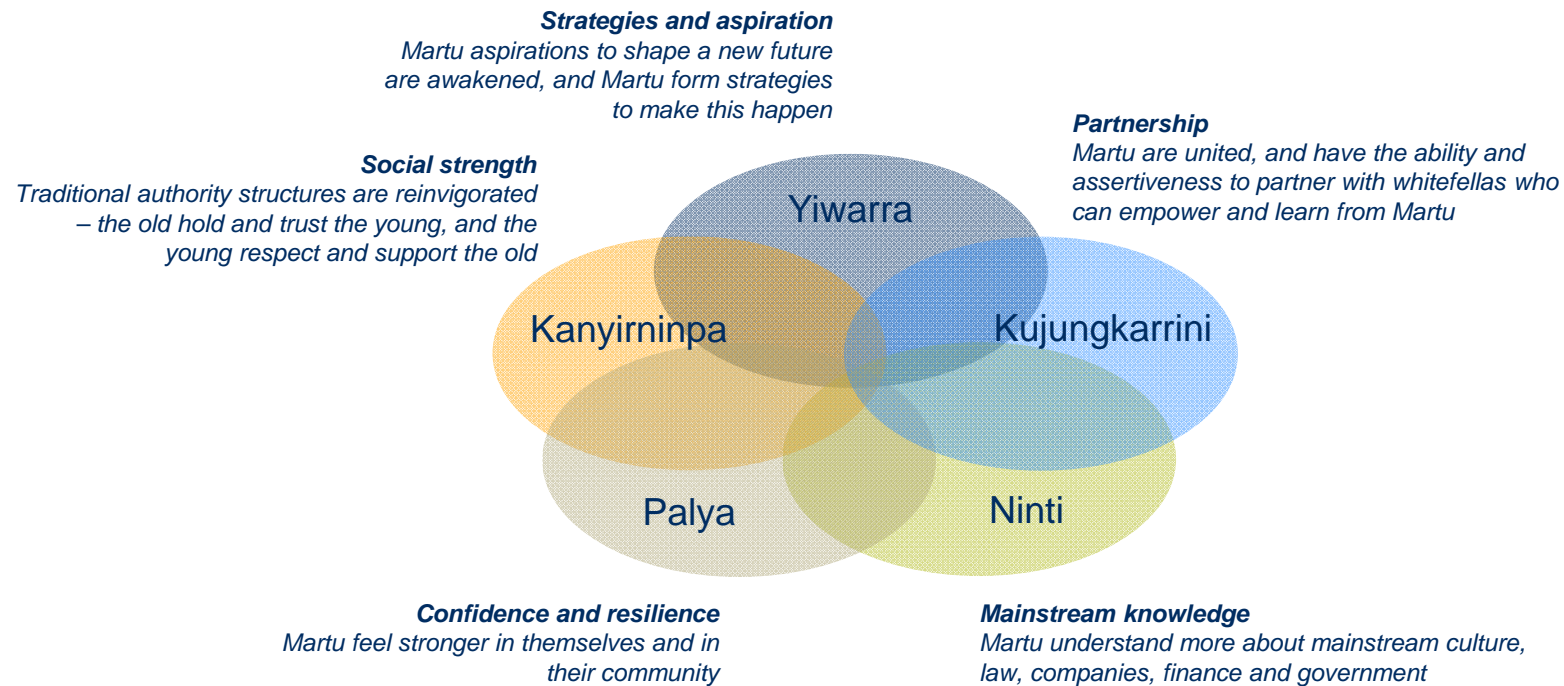 Strategies and aspiration
Martu aspirations to shape a new future
are awakened, and Martu form strategies
to make this happen
Partnership
Martu are united, and have the ability and
assertiveness to partner with whitefellas who
can empower and learn from Martu
Social strength
Traditional authority structures are reinvigorated
– the old hold and trust the young, and the
young respect and support the old
Yiwarra
Kanyirninpa
Kujungkarrini
Palya
Ninti
Confidence and resilience
Martu feel stronger in themselves and in
their community
Mainstream knowledge
Martu understand more about mainstream culture,
law, companies, finance and government